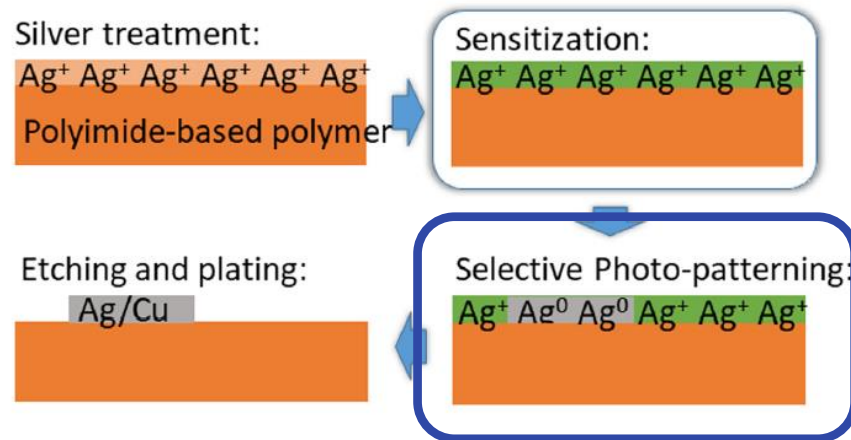 Silver treatment:
Ag⁺ Ag⁺ Ag⁺ Ag⁺ Ag⁺ Ag⁺
Polyimide-based polymer
Sensitization:
Ag⁺ Ag⁺ Ag⁺ Ag⁺ Ag⁺ Ag⁺
Selective Photo-patterning:
Ag⁺ Ag⁰ Ag⁰ Ag⁺ Ag⁺ Ag⁺
Etching and plating:
Ag/Cu